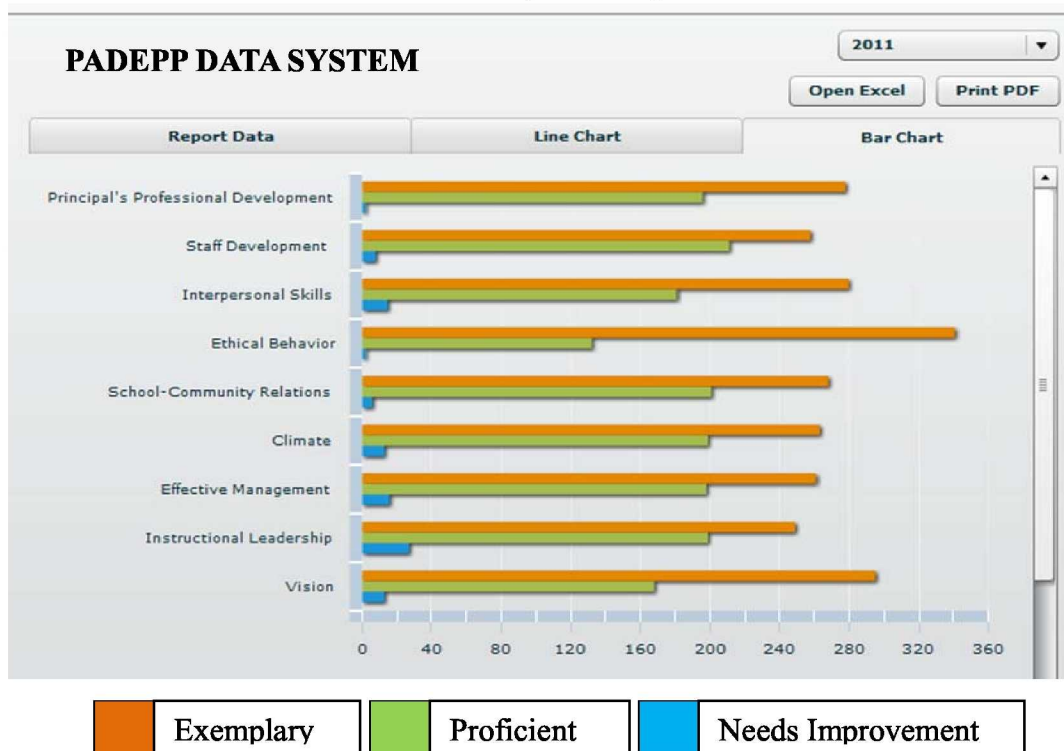 2011
PADEPP DATA SYSTEM
Open Excel Print PDF
Report Data Line Chart Bar Chart
Principal's Professional Development
Staff Development
Interpersonal Skills
Ethical Behavior
School-Community Relations
Climate
Effective Management
Instructional Leadership
Vision
0 40 80 120 160 200 240 280 320 360
Exemplary Proficient Needs Improvement